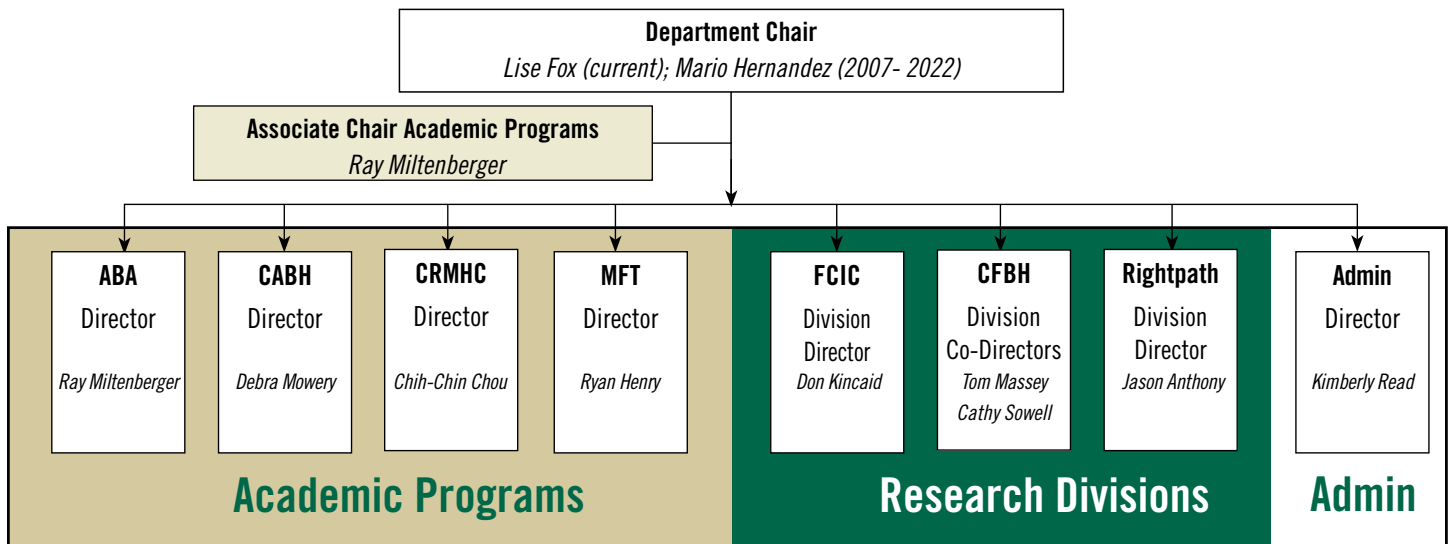 Department Chair
Lise Fox (current); Mario Hernandez (2007- 2022)
Associate Chair Academic Programs
Ray Miltenberger
ABA
Director
Ray Miltenberger
CABH
Director
Debra Mowery
CRMHC
Director
Chih-Chin Chou
MFT
Director
Ryan Henry
FCIC
Division
Director
Don Kincaid
CFBH
Division
Co-Directors
Tom Massey
Cathy Sowell
Rightpath
Division
Director
Jason Anthony
Admin
Director
Kimberly Read
Academic Programs
Research Divisions
Admin